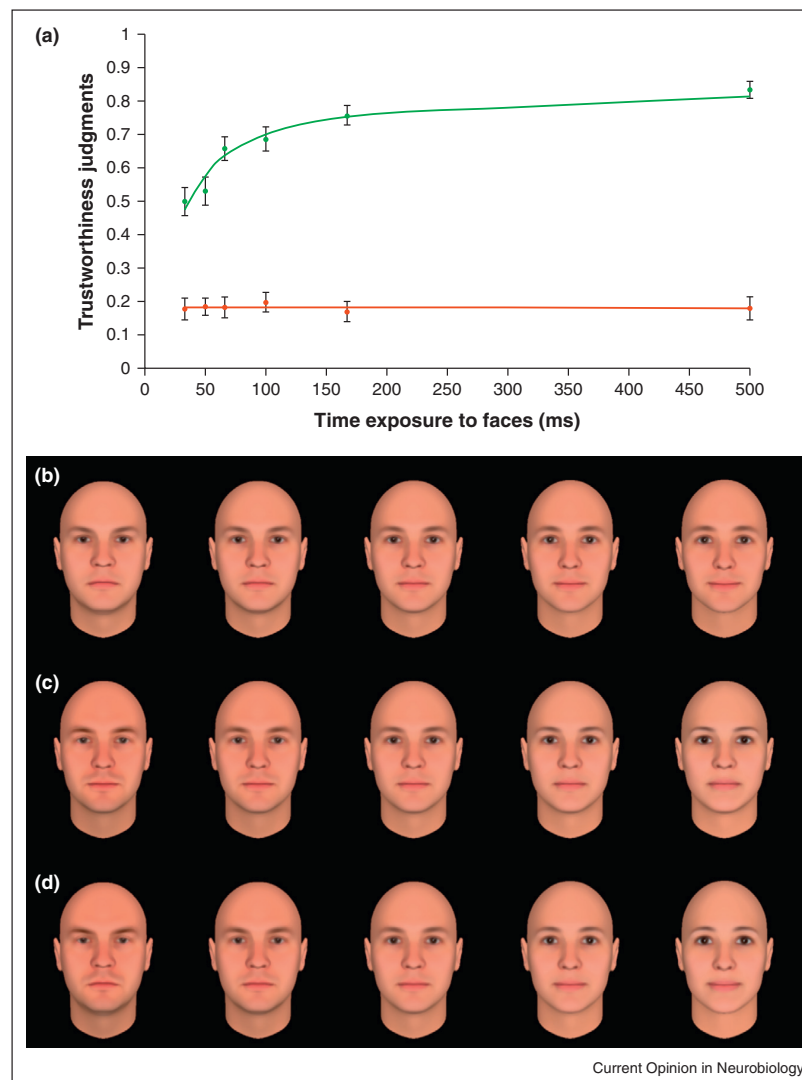 (a)
1
0.9
0.8
0.7
0.6
0.5
0.4
0.3
0.2
0.1
0
Trustworthiness judgments
0 50 100 150 200 250 300 350 400 450 500
Time exposure to faces (ms)
(b)
(c)
(d)
Current Opinion in Neurobiology